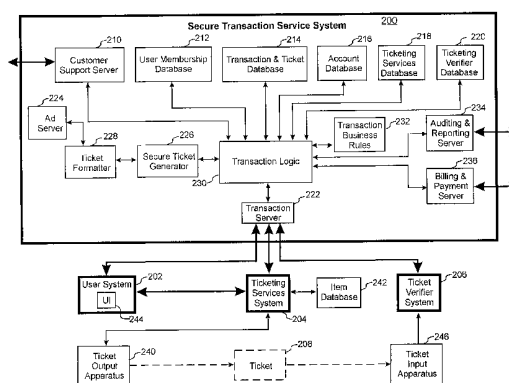 Secure Transaction Service System
200
210
212
214
216
218
220
Customer
Support Server
User Membership
Database
Transaction & Ticket
Database
Account
Database
Ticketing
Services
Database
Ticketing
Verifier
Database
224
Ad
Server
228
Ticket
Formatter
226
Secure Ticket
Generator
Transaction Logic
230
Transaction
Business
Rules
232
234
Auditing &
Reporting
Server
236
Billing &
Payment
Server
222
Transaction
Server
User System
202
UI
244
Ticketing
Services
System
204
Item
Database
242
Ticket
Verifier
System
206
Ticket
Output
Apparatus
240
Ticket
208
Ticket
Input
Apparatus
246